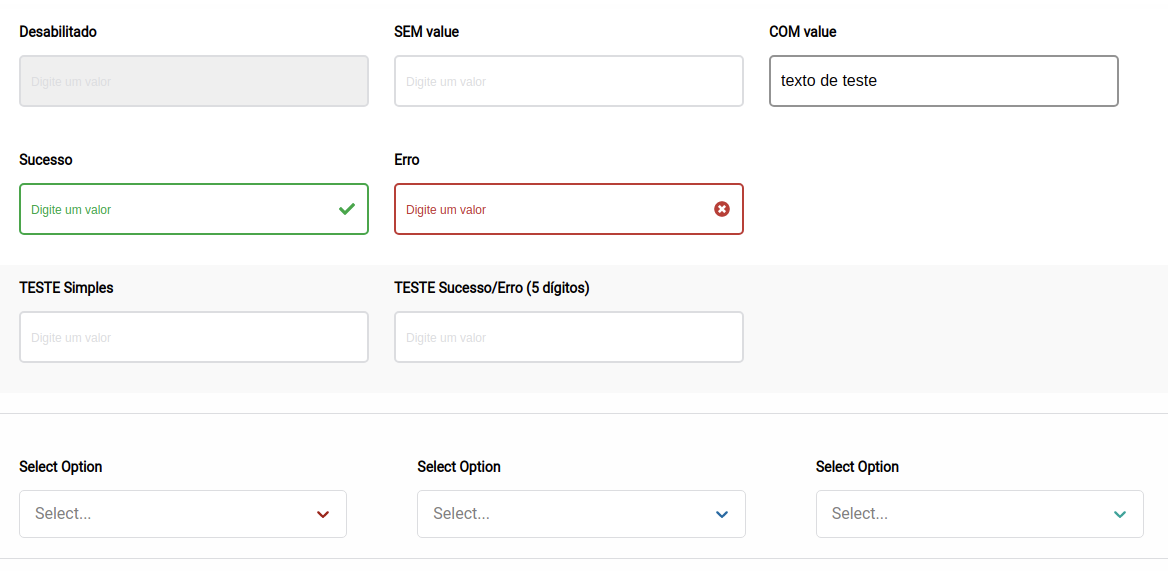 Desabilitado
SEM value
COM value
Digite um valor
Digite um valor
texto de teste
Sucesso
Erro
Digite um valor
Digite um valor
TESTE Simples
TESTE Sucesso/Erro (5 dígitos)
Digite um valor
Digite um valor
Select Option
Select Option
Select Option
Select...
Select...
Select...